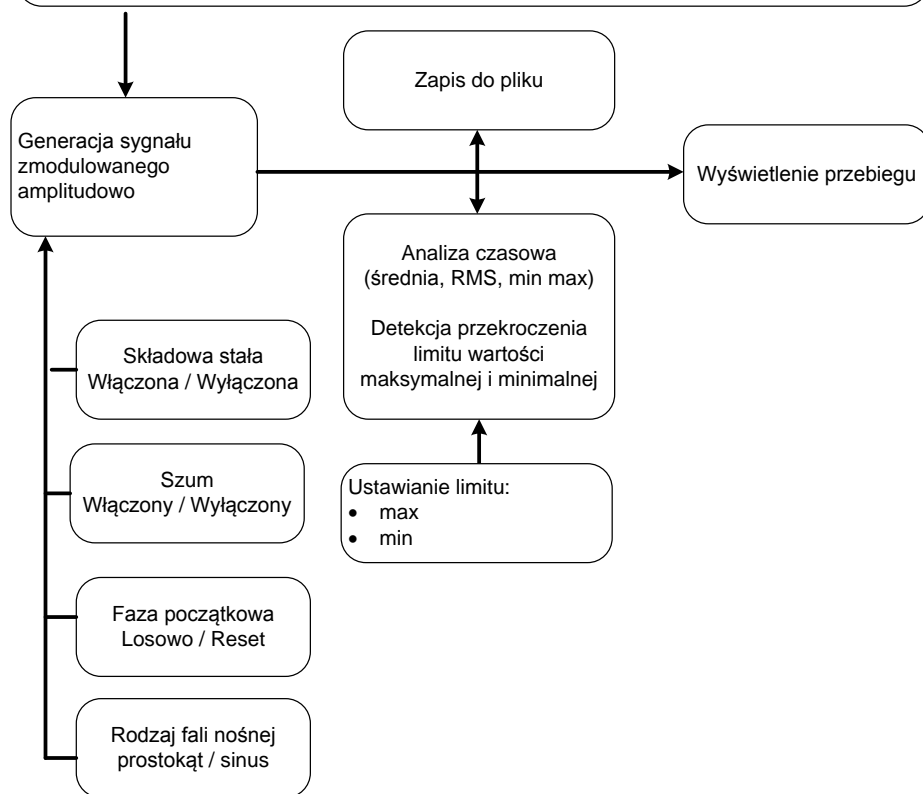 Zapis do pliku
Generacja sygnału
zmodulowanego
amplitudowo
Wyświetlenie przebiegu
Analiza czasowa
(średnia, RMS, min max)
Detekcja przekroczenia
limitu wartości
maksymalnej i minimalnej
Składowa stała
Włączona / Wyłączona
Szum
Włączony / Wyłączony
Ustawianie limitu:
• max
• min
Faza początkowa
Losowo / Reset
Rodzaj fali nośnej
prostokąt / sinus